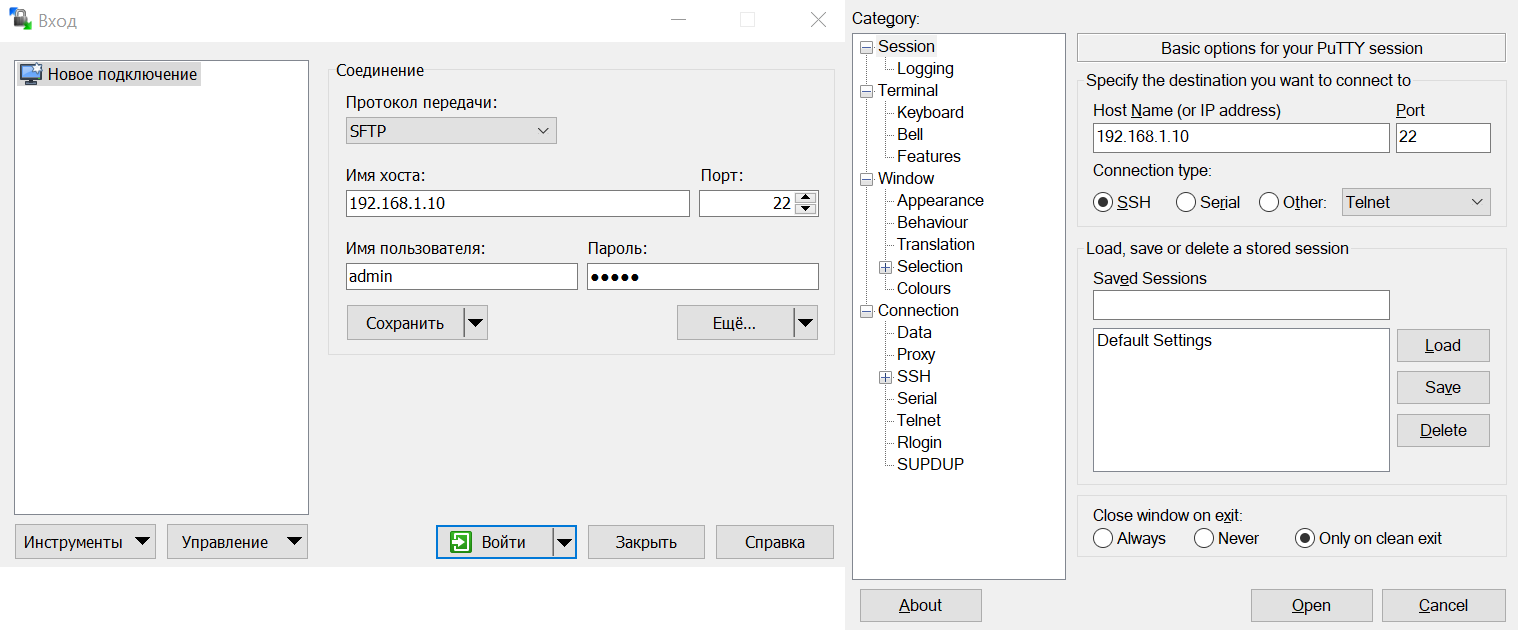 Вход
Новое подключение
Соединение
Протокол передачи:
SFTP
Имя хоста:
Порт:
192.168.1.10
22
Имя пользователя:
Пароль:
admin
●●●●●
Сохранить
Ещё...
Инструменты
Управление
Войти
Закрыть
Справка
Category:
Session
Logging
Terminal
Keyboard
Bell
Features
Window
Appearance
Behaviour
Translation
Selection
Colours
Connection
Data
Proxy
SSH
Serial
Telnet
Rlogin
SUPDUP
Basic options for your PuTTY session
Specify the destination you want to connect to
Host Name (or IP address)
Port
192.168.1.10
22
Connection type:
SSH
Serial
Other:
Telnet
Load, save or delete a stored session
Saved Sessions
Default Settings
Load
Save
Delete
Close window on exit:
Always
Never
Only on clean exit
About
Open
Cancel